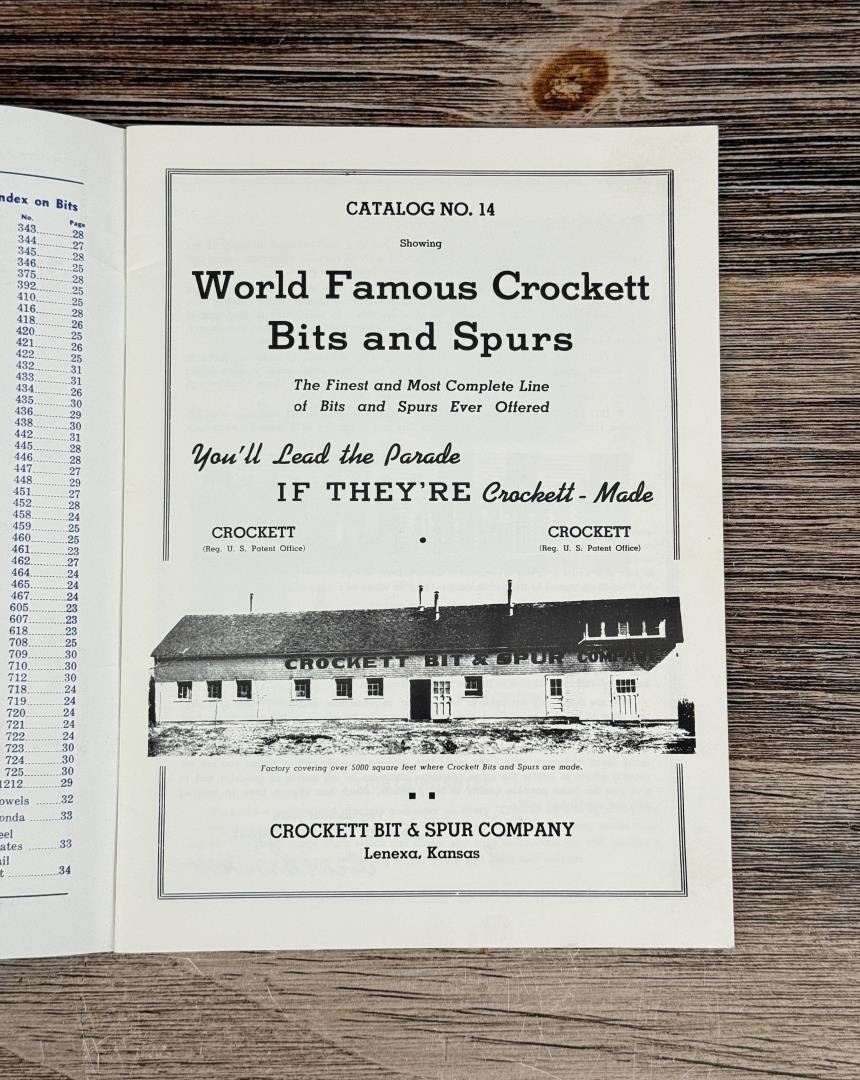 ndex on Bits
No. Page
343 28
344 27
345 28
346 25
375 28
392 25
410 25
416 28
418 26
420 25
421 26
422 25
432 31
433 31
434 26
435 30
436 29
438 30
442 31
445 28
446 28
447 27
448 29
451 27
452 28
458 24
459 25
460 25
461 23
462 27
464 24
465 24
467 24
605 23
607 23
618 23
708 25
709 30
710 30
712 30
718 24
719 24
720 24
721 24
722 24
723 30
724 30
725 30
1212 29
owels 32
onda 33
eel
ates 33
ail
t 34
CATALOG NO. 14
Showing
World Famous Crockett
Bits and Spurs
The Finest and Most Complete Line
of Bits and Spurs Ever Offered
You'll Lead the Parade
IF THEY'RE Crockett - Made
CROCKETT CROCKETT
(Reg. U. S. Patent Office) (Reg. U. S. Patent Office)
CROCKETT BIT & SPUR COMPANY
Factory covering over 5000 square feet where Crockett Bits and Spurs are made.
CROCKETT BIT & SPUR COMPANY
Lenexa, Kansas